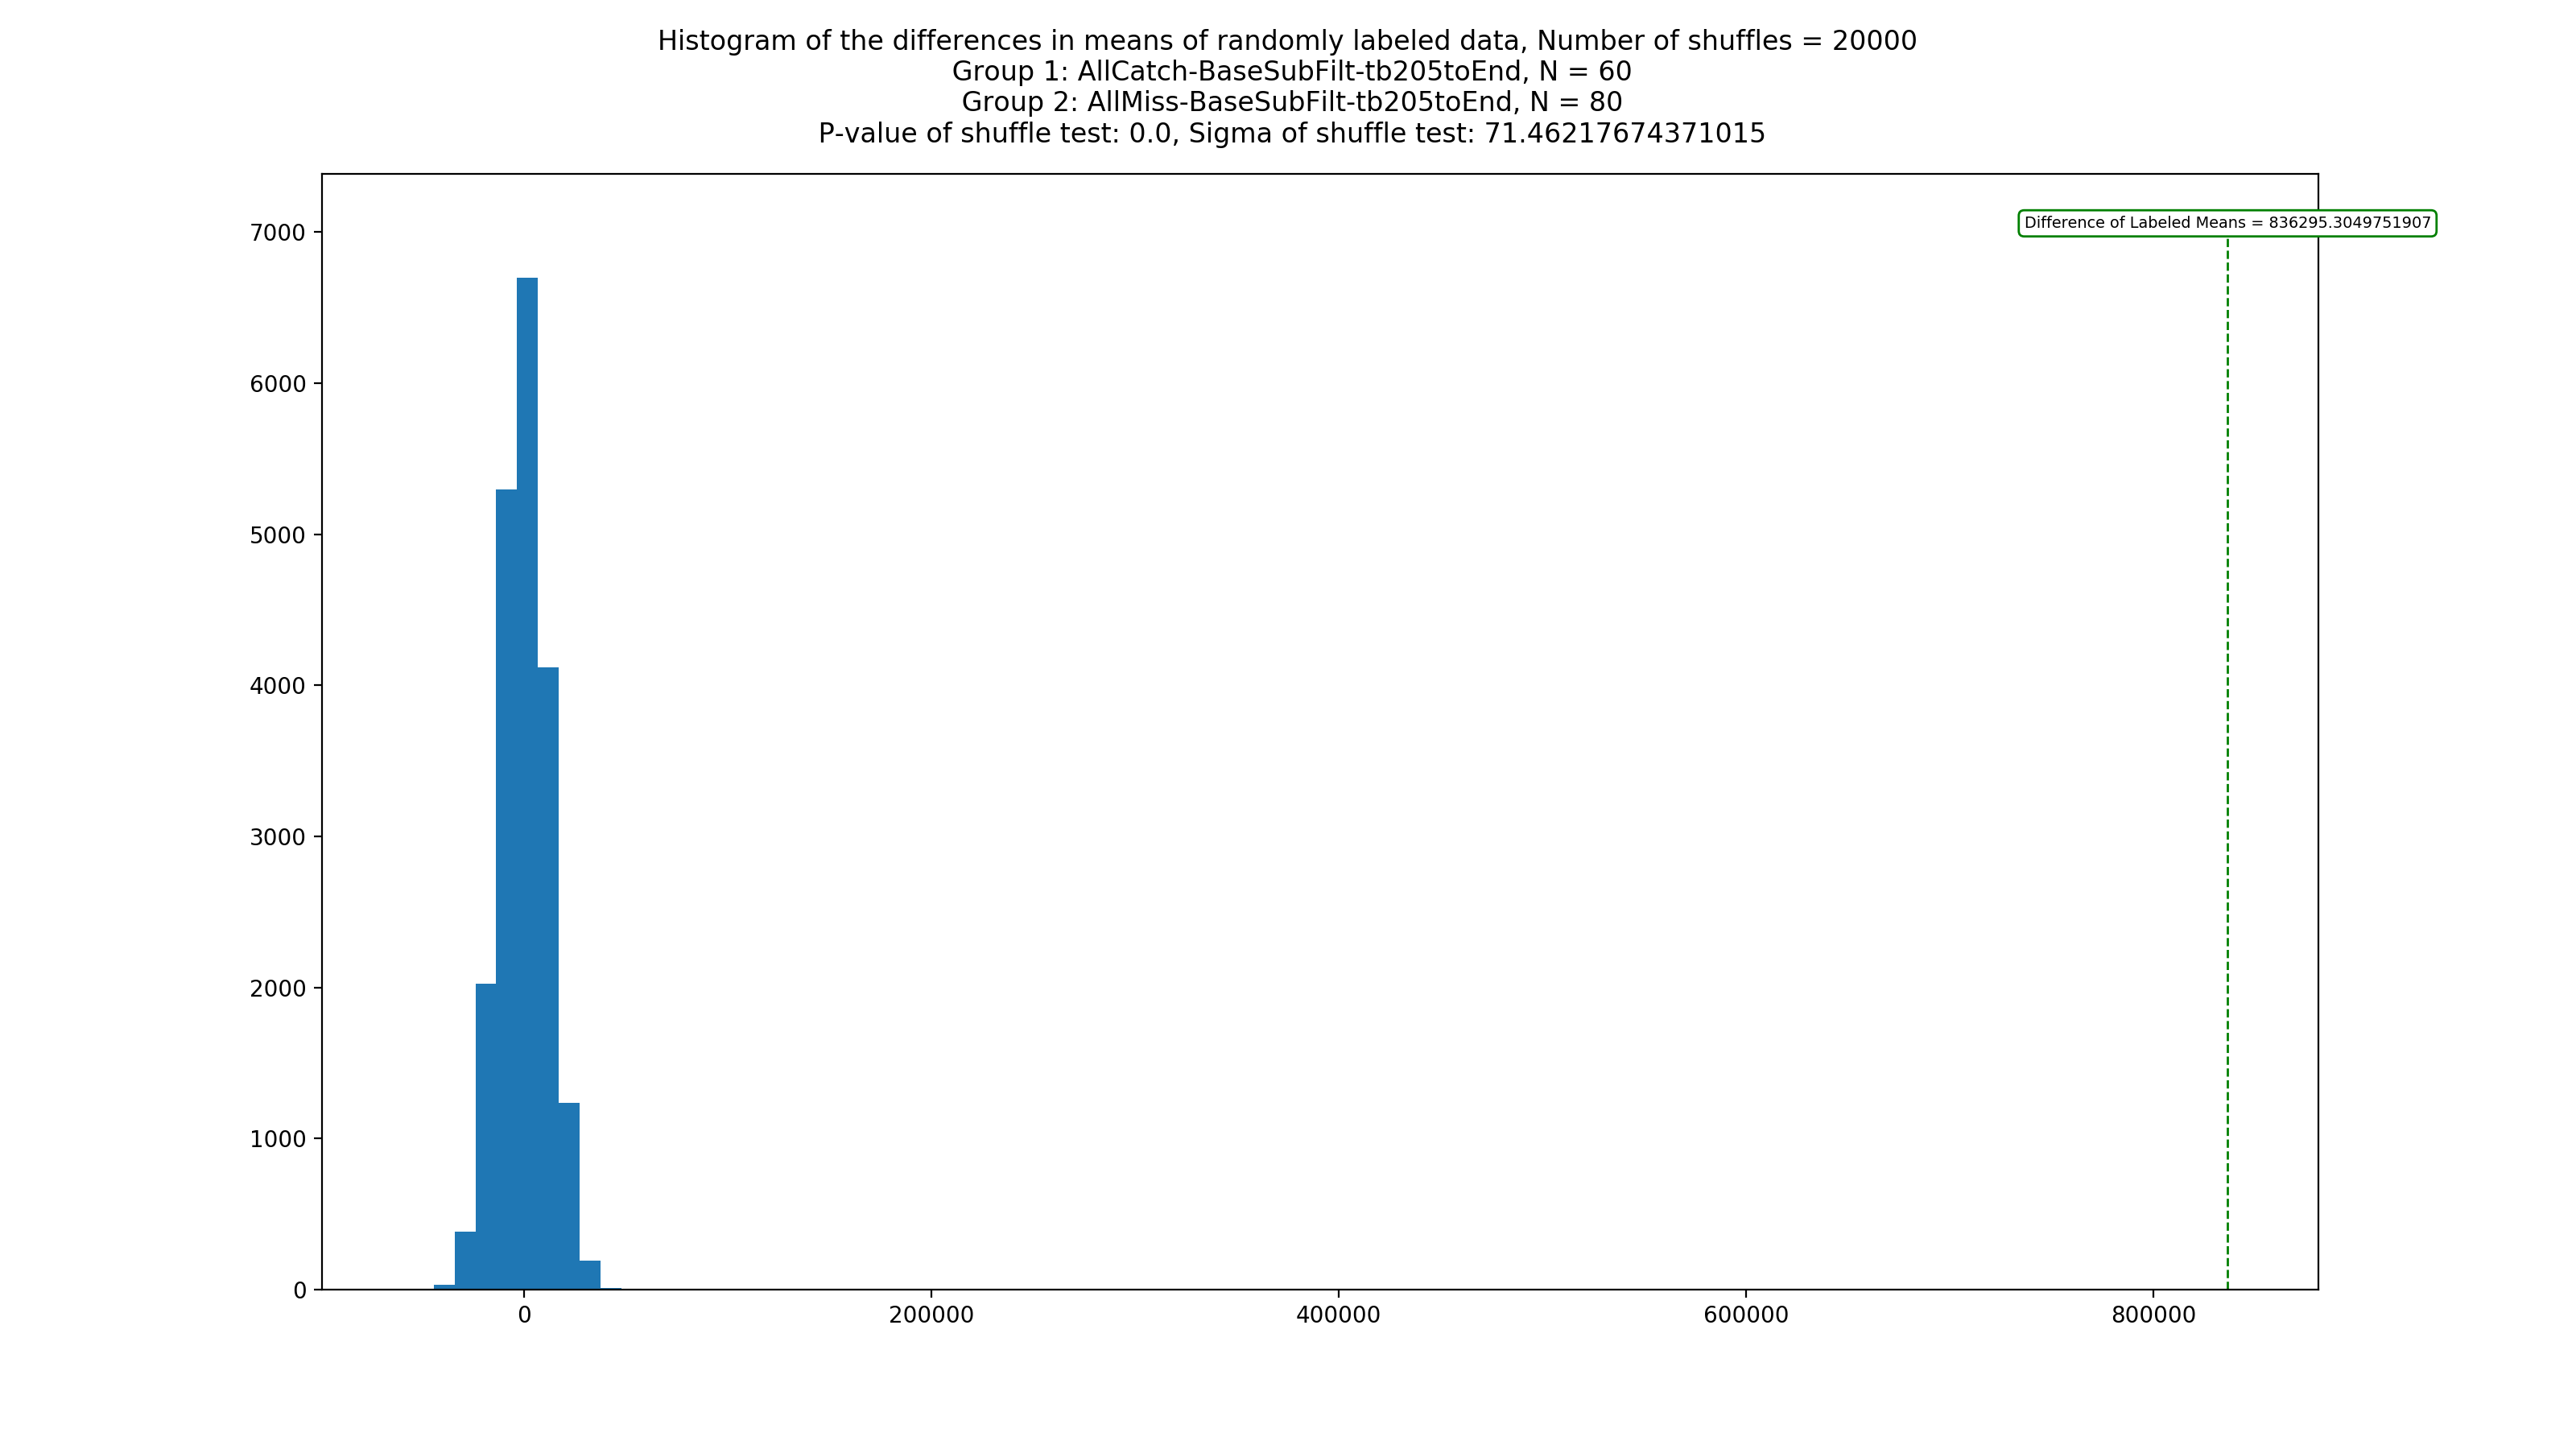 Histogram of the differences in means of randomly labeled data, Number of shuffles = 20000
Group 1: AllCatch-BaseSubFilt-tb205toEnd, N = 60
Group 2: AllMiss-BaseSubFilt-tb205toEnd, N = 80
P-value of shuffle test: 0.0, Sigma of shuffle test: 71.46217674371015
Difference of Labeled Means = 836295.3049751907
7000
6000
5000
4000
3000
2000
1000
0
0 200000 400000 600000 800000